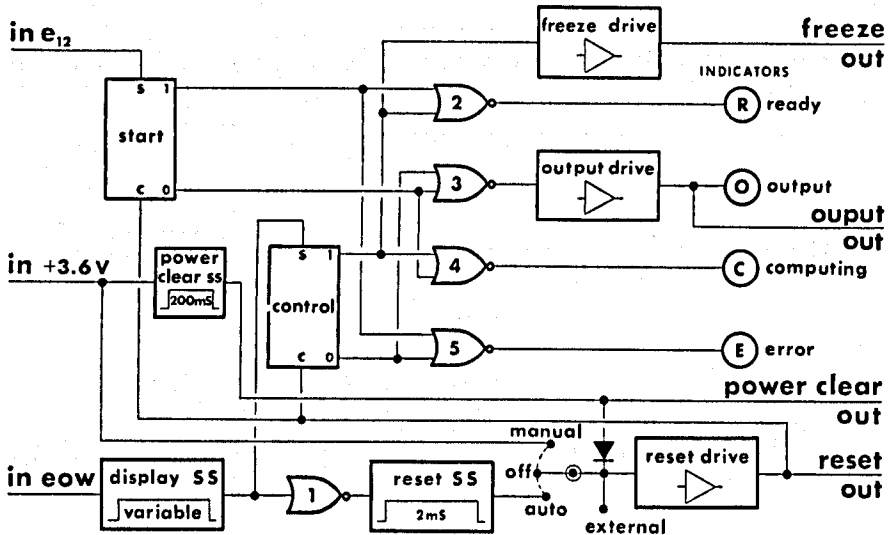 in e12
freeze drive
freeze
out
INDICATORS
S 1
start
C 0
2
R ready
3
output drive
O output
ouput
out
in +3.6 v
power
clear ss
200mS
S 1
control
C 0
4
C computing
5
E error
power clear
out
manual
off
auto
external
in eow
display SS
variable
1
reset SS
2mS
reset drive
reset
out